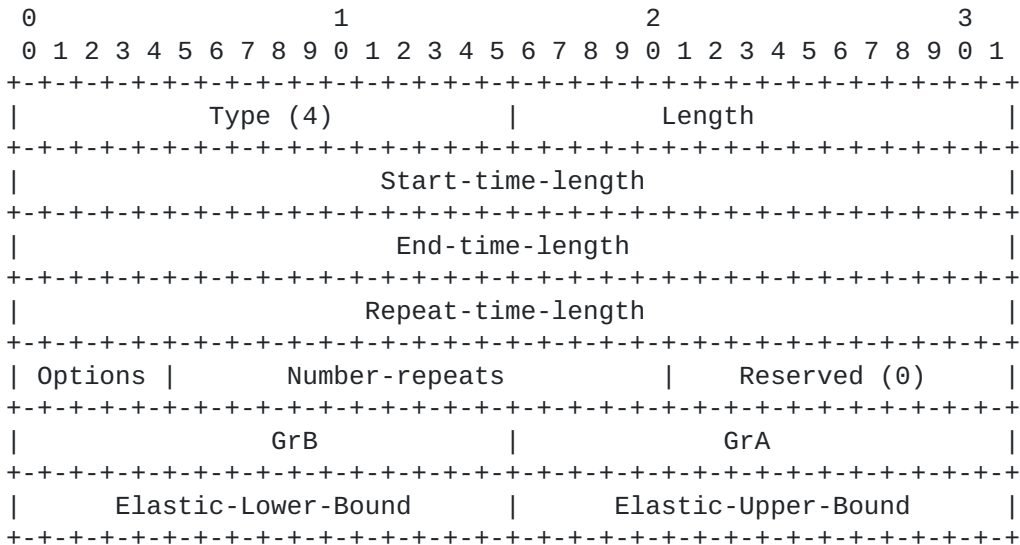 0                   1                   2                   3
 0 1 2 3 4 5 6 7 8 9 0 1 2 3 4 5 6 7 8 9 0 1 2 3 4 5 6 7 8 9 0 1
+-+-+-+-+-+-+-+-+-+-+-+-+-+-+-+-+-+-+-+-+-+-+-+-+-+-+-+-+-+-+-+-+
|            Type (4)           |         Length                |
+-+-+-+-+-+-+-+-+-+-+-+-+-+-+-+-+-+-+-+-+-+-+-+-+-+-+-+-+-+-+-+-+
|                       Start-time-length                       |
+-+-+-+-+-+-+-+-+-+-+-+-+-+-+-+-+-+-+-+-+-+-+-+-+-+-+-+-+-+-+-+-+
|                        End-time-length                        |
+-+-+-+-+-+-+-+-+-+-+-+-+-+-+-+-+-+-+-+-+-+-+-+-+-+-+-+-+-+-+-+-+
|                      Repeat-time-length                       |
+-+-+-+-+-+-+-+-+-+-+-+-+-+-+-+-+-+-+-+-+-+-+-+-+-+-+-+-+-+-+-+-+
| Options |       Number-repeats          |    Reserved (0)     |
+-+-+-+-+-+-+-+-+-+-+-+-+-+-+-+-+-+-+-+-+-+-+-+-+-+-+-+-+-+-+-+-+
|                GrB            |             GrA               |
+-+-+-+-+-+-+-+-+-+-+-+-+-+-+-+-+-+-+-+-+-+-+-+-+-+-+-+-+-+-+-+-+
|      Elastic-Lower-Bound      |      Elastic-Upper-Bound      |
+-+-+-+-+-+-+-+-+-+-+-+-+-+-+-+-+-+-+-+-+-+-+-+-+-+-+-+-+-+-+-+-+